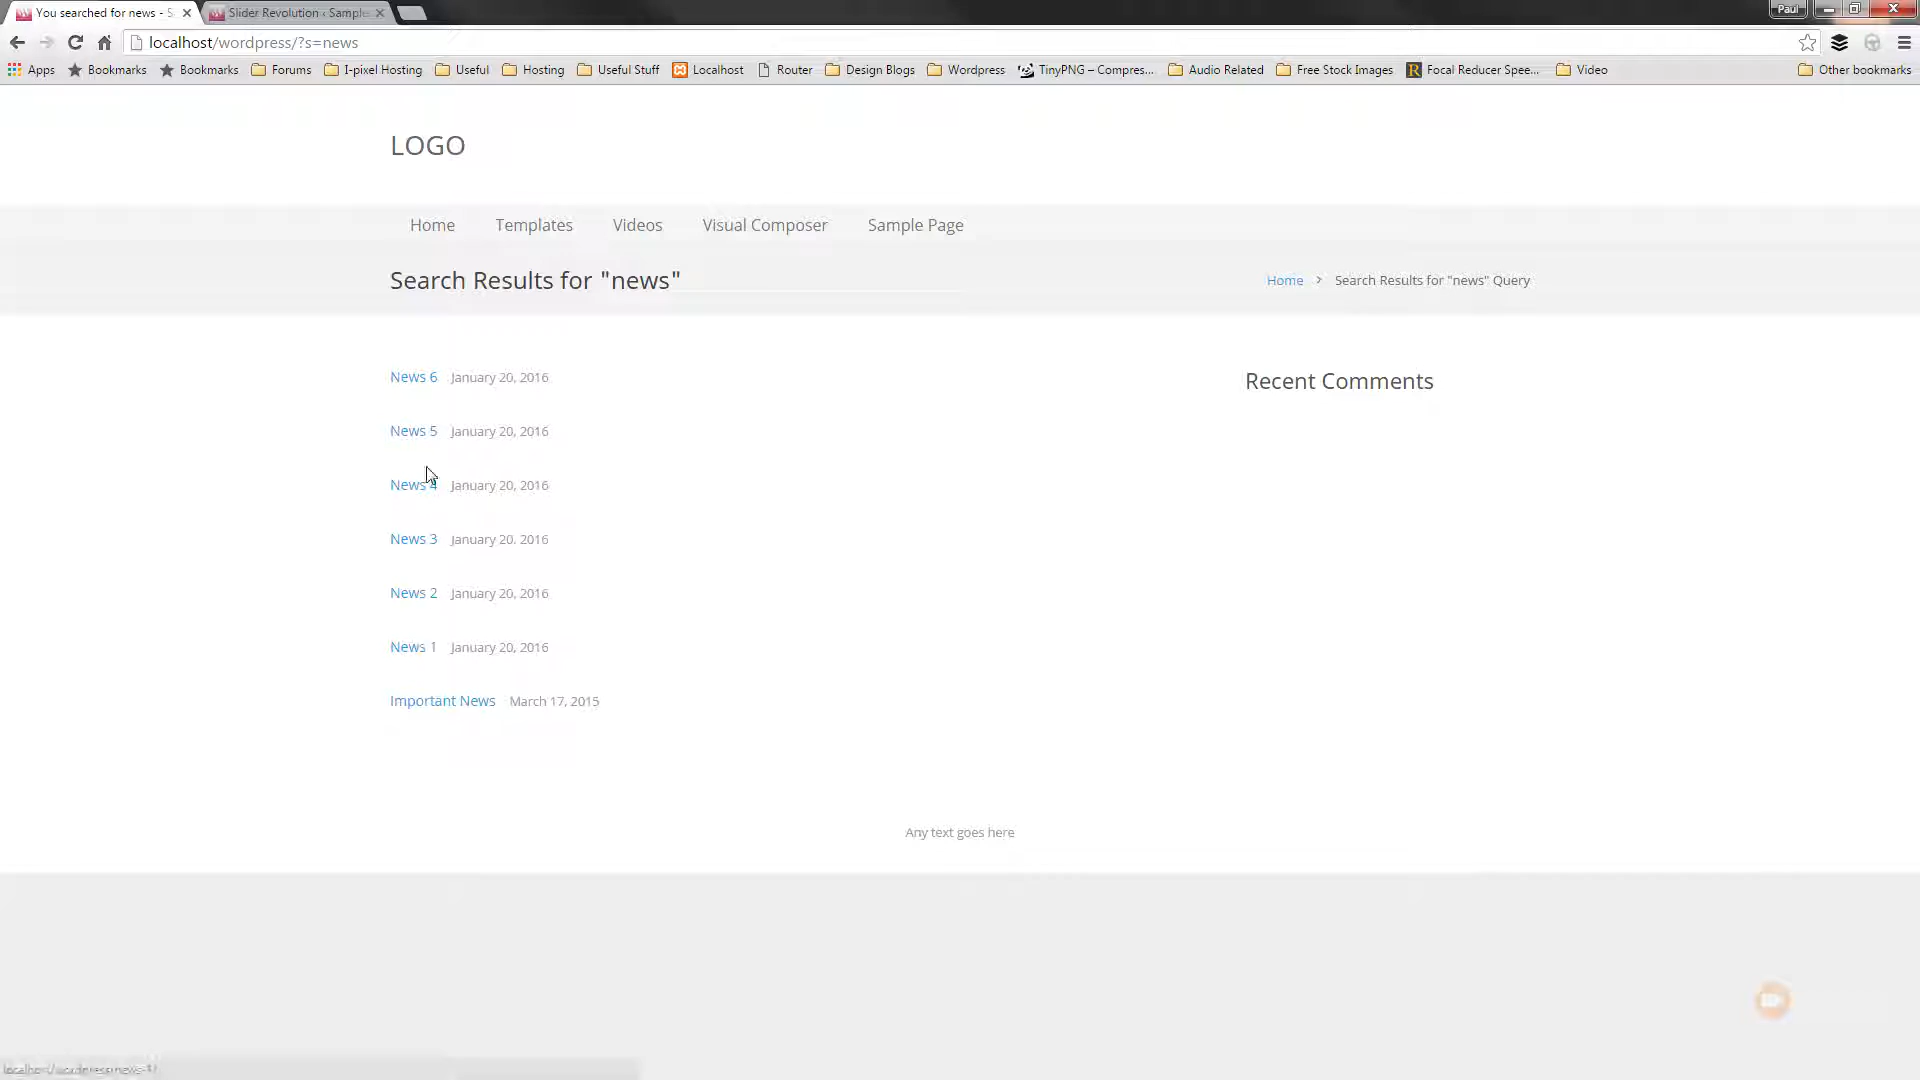 You searched for news - S
Slider Revolution ‹ Sample
Paul
localhost/wordpress/?s=news
Apps Bookmarks Bookmarks Forums I-pixel Hosting Useful Hosting Useful Stuff Localhost Router Design Blogs Wordpress TinyPNG – Compres... Audio Related Free Stock Images Focal Reducer Spee... Video Other bookmarks
LOGO
Home Templates Videos Visual Composer Sample Page
Search Results for "news"
Home > Search Results for "news" Query
News 6 January 20, 2016
Recent Comments
News 5 January 20, 2016
News 4 January 20, 2016
News 3 January 20, 2016
News 2 January 20, 2016
News 1 January 20, 2016
Important News March 17, 2015
Any text goes here